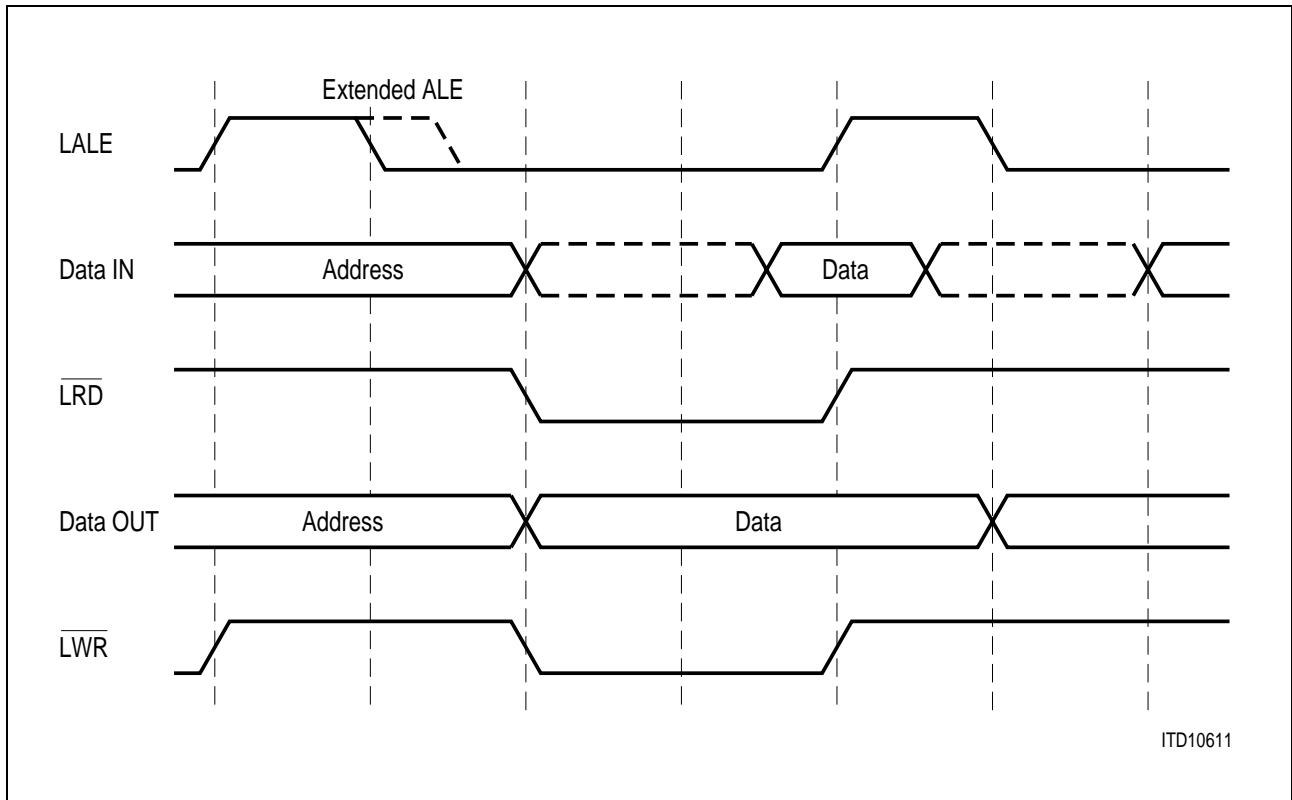 Extended ALE
LALE
Data IN Address Data
LRD
Data OUT Address Data
LWR
ITD10611